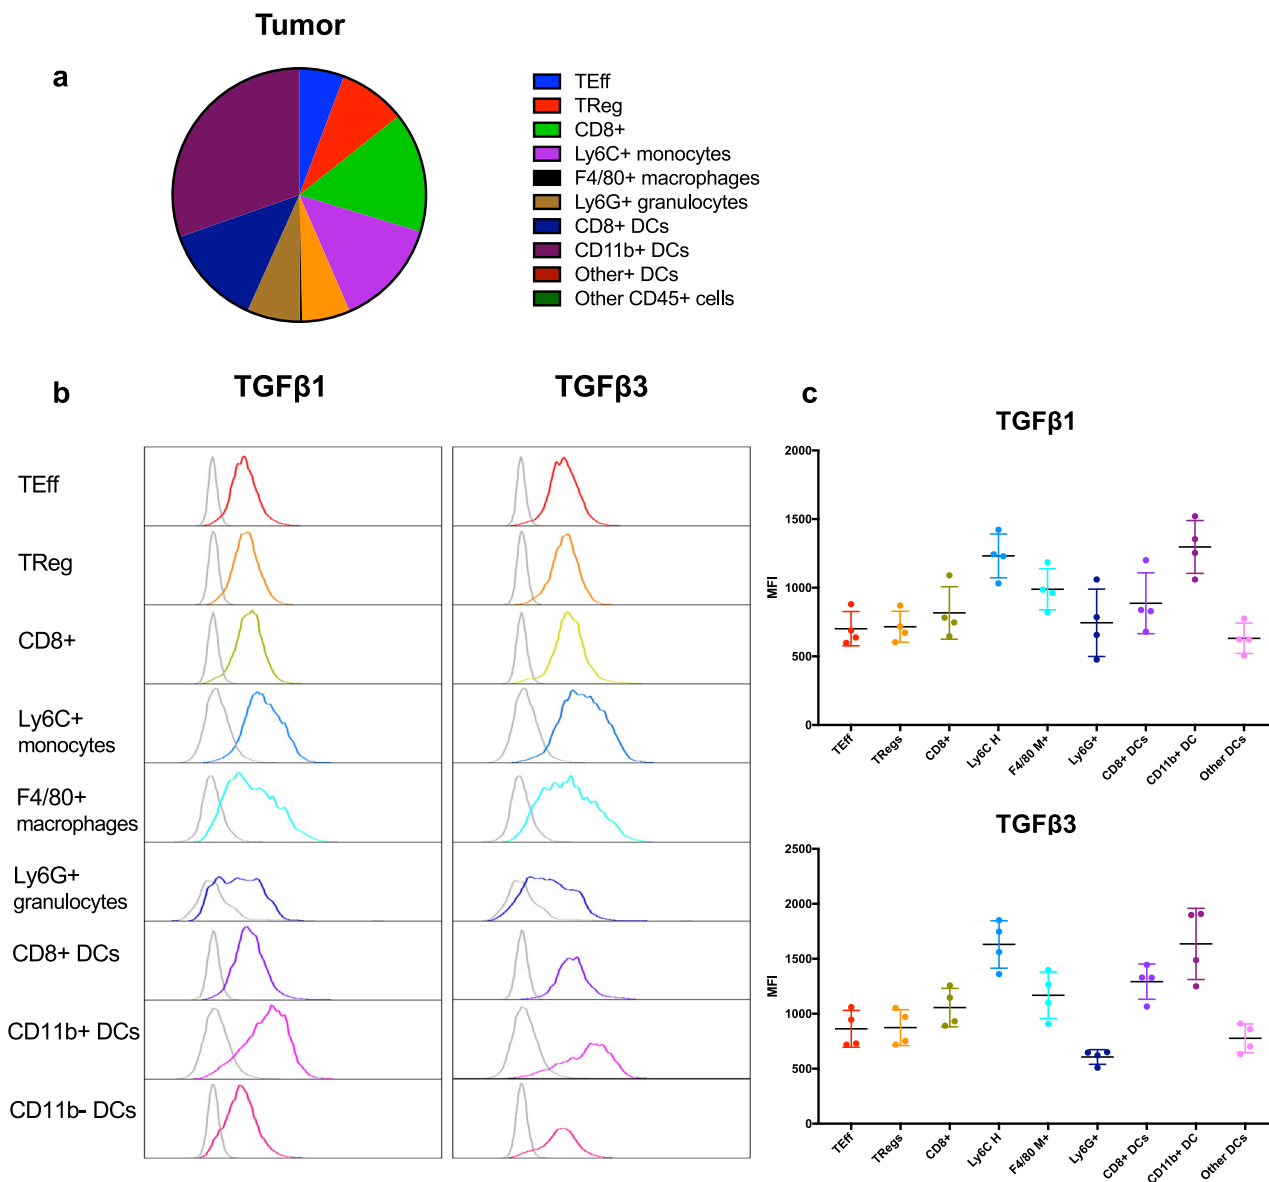 Tumor
a
TEff
TReg
CD8+
Ly6C+ monocytes
F4/80+ macrophages
Ly6G+ granulocytes
CD8+ DCs
CD11b+ DCs
Other+ DCs
Other CD45+ cells
b
TGFβ1
TGFβ3
TEff
TReg
CD8+
Ly6C+
monocytes
F4/80+
macrophages
Ly6G+
granulocytes
CD8+ DCs
CD11b+ DCs
CD11b- DCs
c
TGFβ1
2000
1500
1000
500
0
MFI
TEff
TRegs
CD8+
Ly6C H
F4/80 M+
Ly6G+
CD8+ DCs
CD11b+ DC
Other DCs
TGFβ3
2500
2000
1500
1000
500
0
MFI
TEff
TRegs
CD8+
Ly6C H
F4/80 M+
Ly6G+
CD8+ DCs
CD11b+ DC
Other DCs